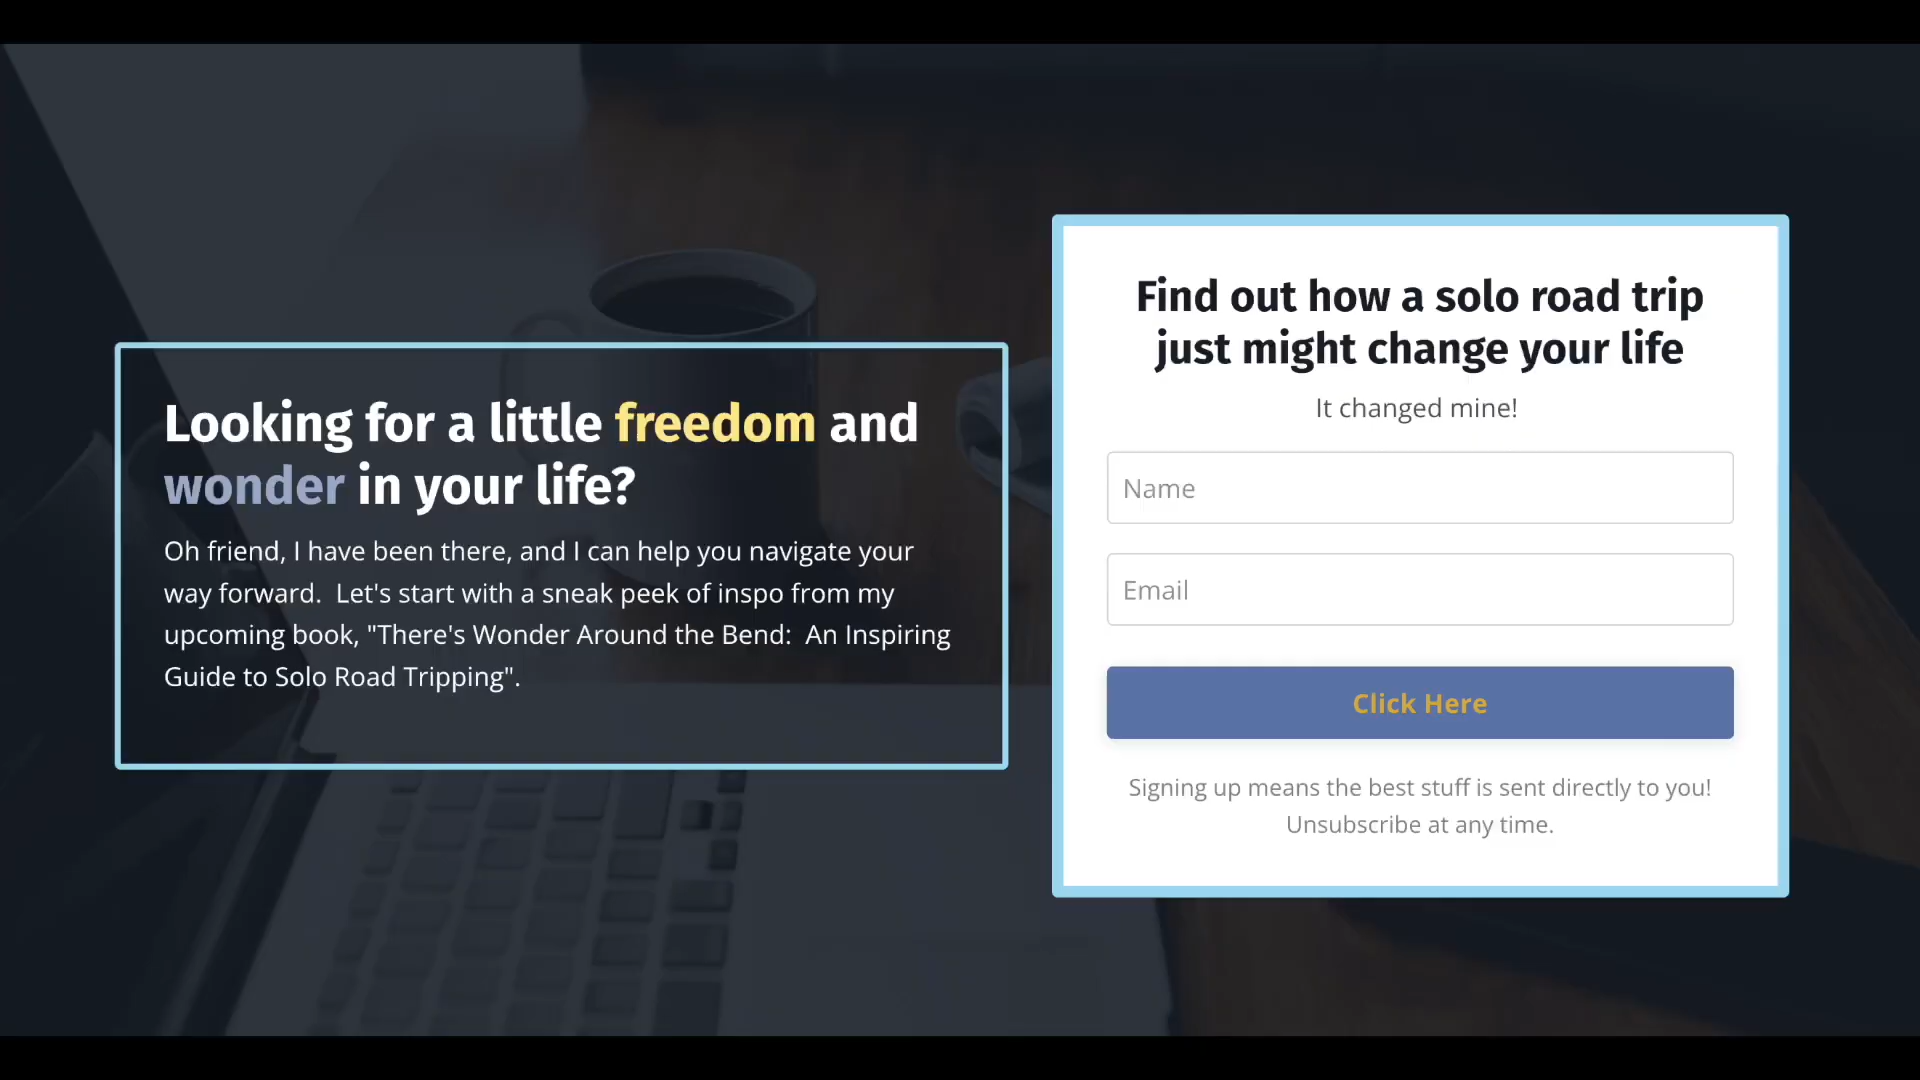 Looking for a little freedom and
wonder in your life?
Oh friend, I have been there, and I can help you navigate your
way forward.  Let's start with a sneak peek of inspo from my
upcoming book, "There's Wonder Around the Bend:  An Inspiring
Guide to Solo Road Tripping".
Find out how a solo road trip
just might change your life
It changed mine!
Name
Email
Click Here
Signing up means the best stuff is sent directly to you!
Unsubscribe at any time.